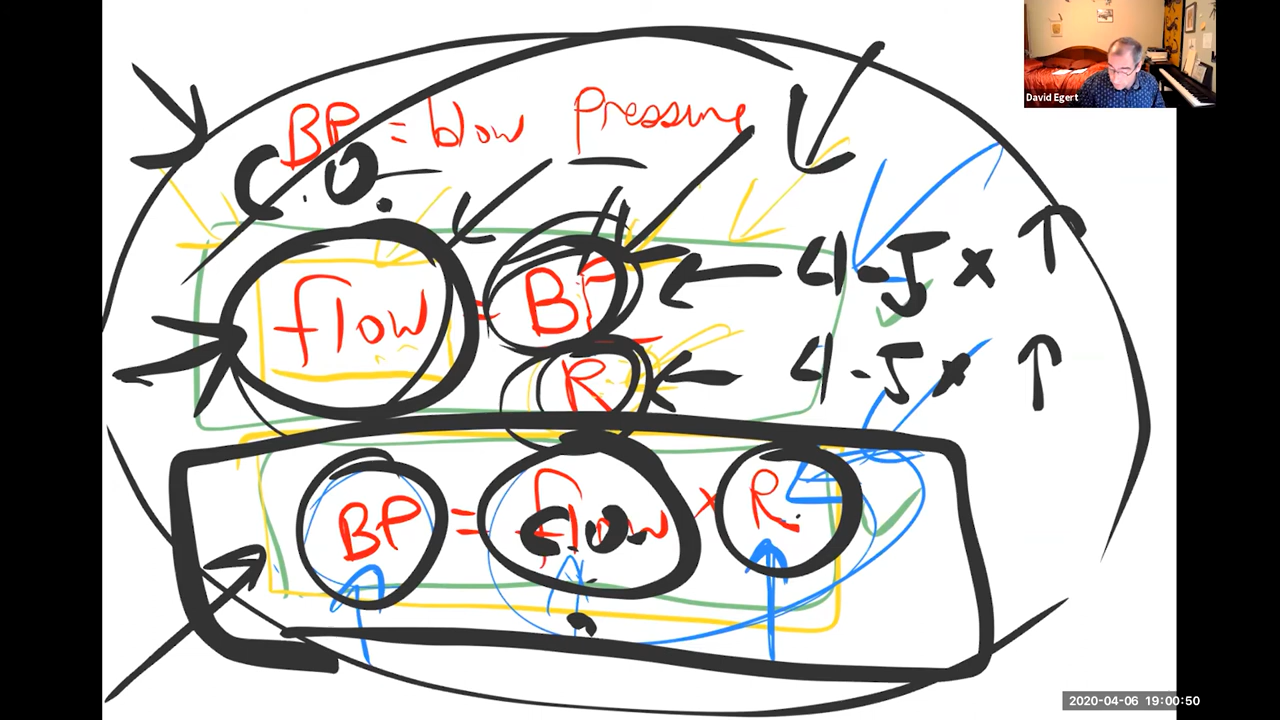 David Egert
BP = blow Pressure
C.O.
flow = BP ← 4-5 x ↑
R ← 4-5 x ↑
BP = flow x R
C.O.
2020-04-06 19:00:50